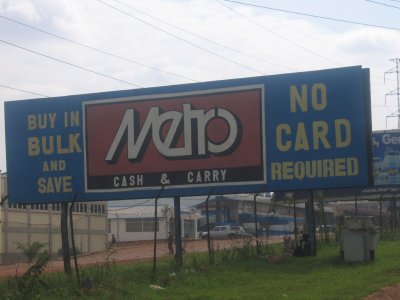 BUY IN
BULK
AND
SAVE
Metro
CASH & CARRY
NO
CARD
REQUIRED